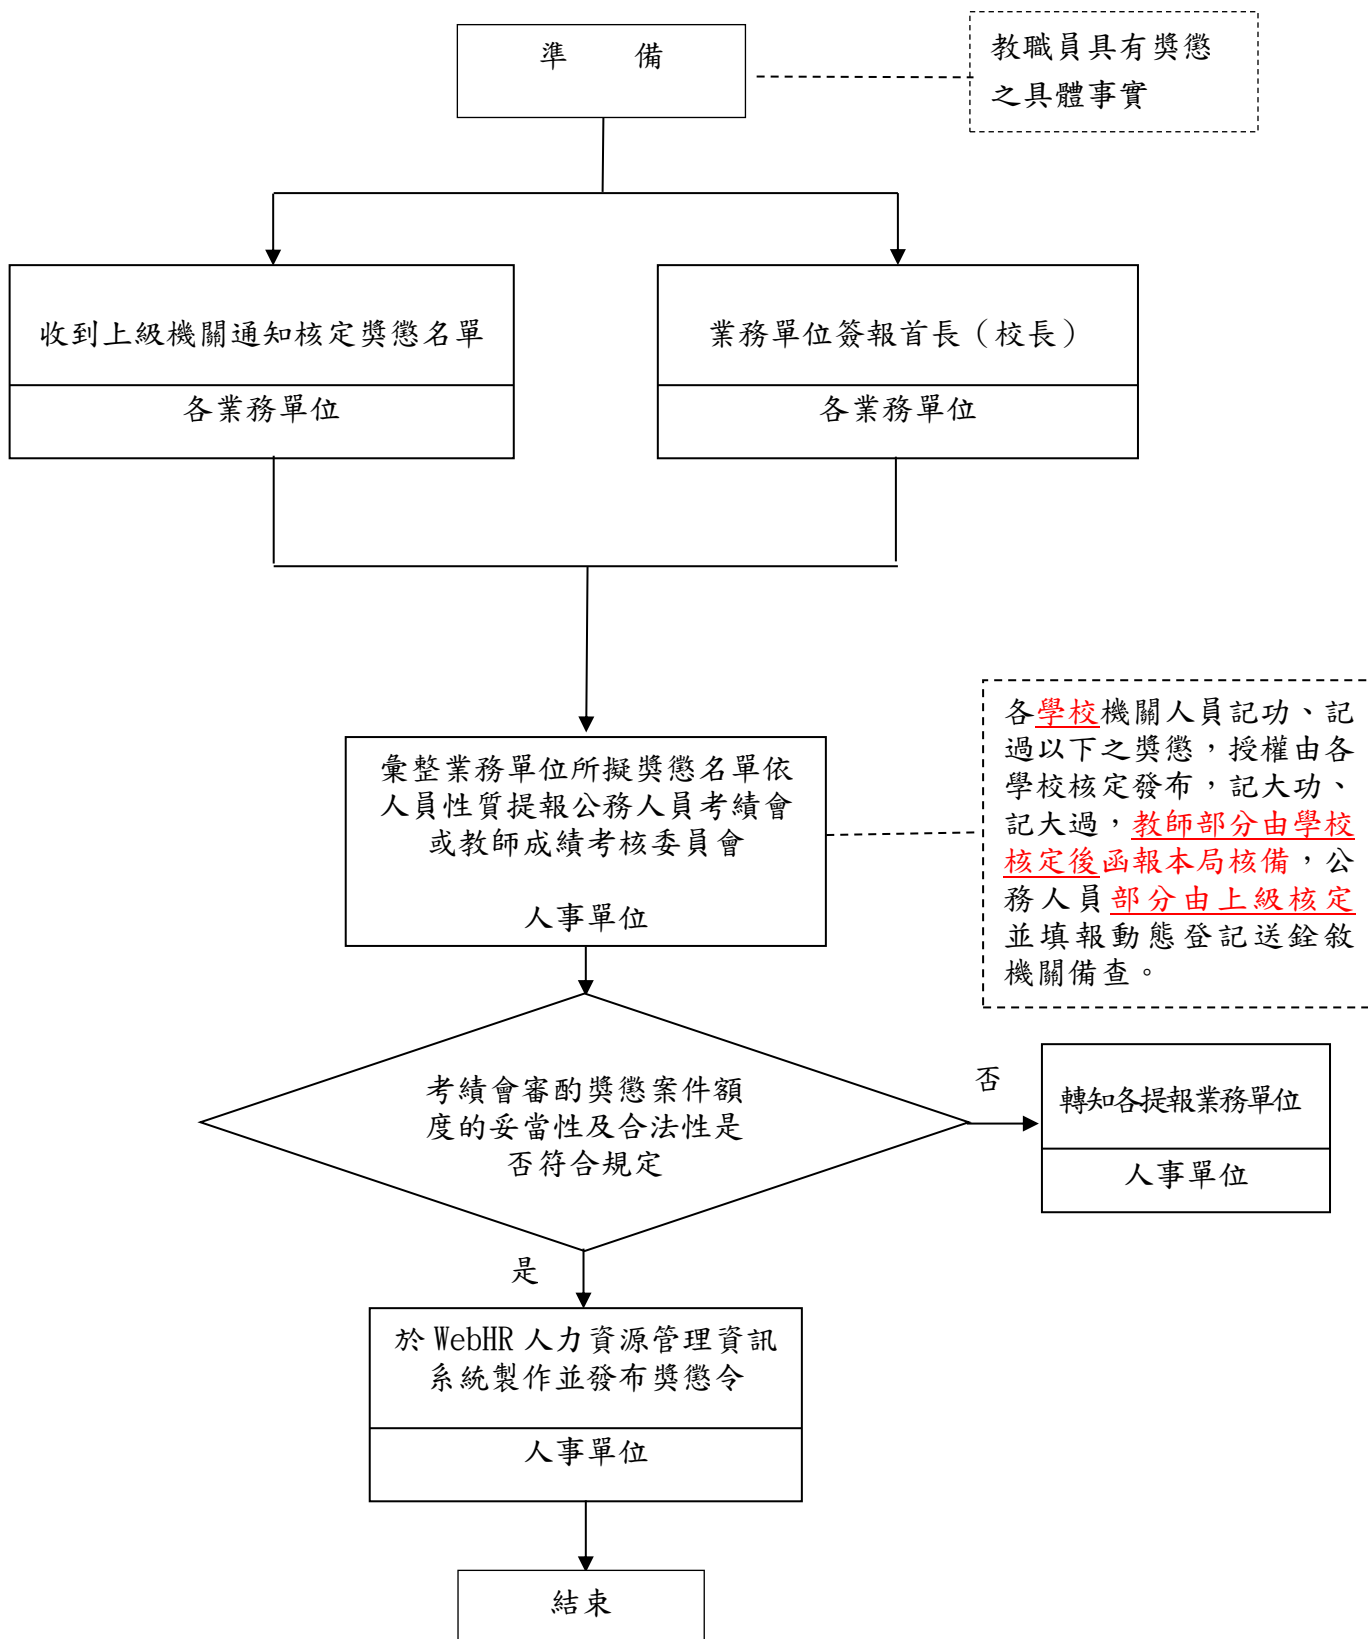 準　　備
教職員具有獎懲
之具體事實
收到上級機關通知核定獎懲名單
各業務單位
業務單位簽報首長（校長）
各業務單位
彙整業務單位所擬獎懲名單依
人員性質提報公務人員考績會
或教師成績考核委員會
人事單位
各學校機關人員記功、記
過以下之獎懲，授權由各
學校核定發布，記大功、
記大過，教師部分由學校
核定後函報本局核備，公
務人員部分由上級核定
並填報動態登記送銓敘
機關備查。
考績會審酌獎懲案件額
度的妥當性及合法性是
否符合規定
否
轉知各提報業務單位
人事單位
是
於 WebHR 人力資源管理資訊
系統製作並發布獎懲令
人事單位
結束